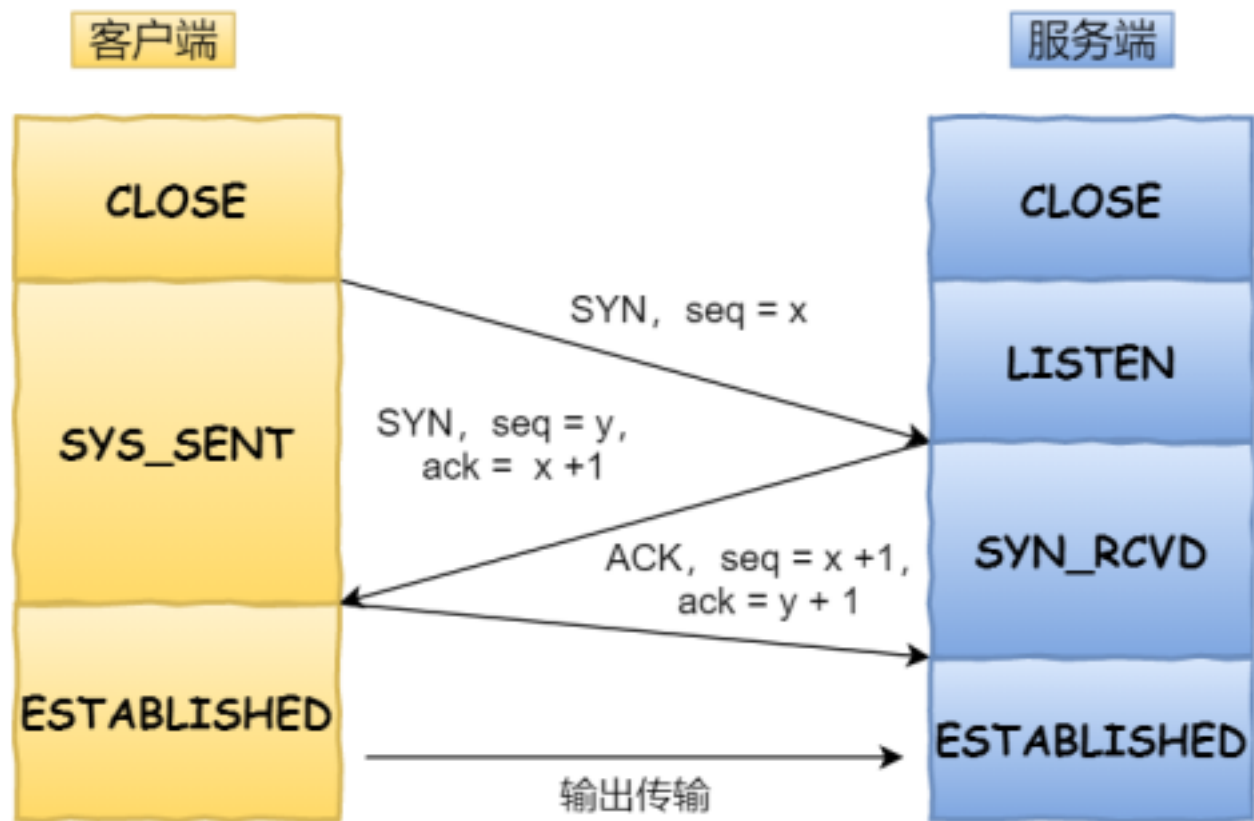 客户端
服务端
CLOSE
CLOSE
SYN, seq = x
LISTEN
SYS_SENT
SYN, seq = y,
ack = x +1
SYN_RCVD
ACK, seq = x +1,
ack = y + 1
ESTABLISHED
ESTABLISHED
输出传输